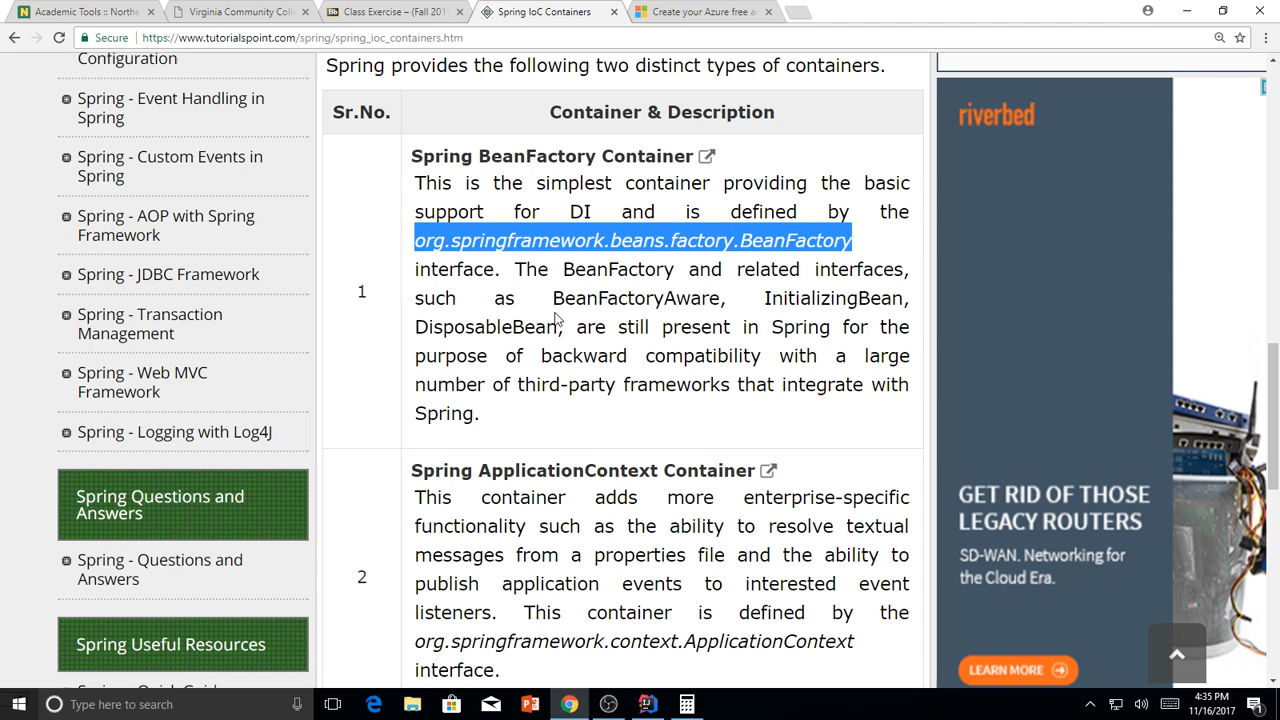 Academic Tools :: Northe
Virginia Community Coll
Class Exercise – (Fall 201
Spring IoC Containers
Create your Azure free a
Secure
https://www.tutorialspoint.com/spring/spring_ioc_containers.htm
Configuration
Spring - Event Handling in
Spring
Spring - Custom Events in
Spring
Spring - AOP with Spring
Framework
Spring - JDBC Framework
Spring - Transaction
Management
Spring - Web MVC
Framework
Spring - Logging with Log4J
Spring Questions and
Answers
Spring - Questions and
Answers
Spring Useful Resources
Spring provides the following two distinct types of containers.
Sr.No.
Container & Description
1
Spring BeanFactory Container
This is the simplest container providing the basic
support for DI and is defined by the
org.springframework.beans.factory.BeanFactory
interface. The BeanFactory and related interfaces,
such as BeanFactoryAware, InitializingBean,
DisposableBean, are still present in Spring for the
purpose of backward compatibility with a large
number of third-party frameworks that integrate with
Spring.
2
Spring ApplicationContext Container
This container adds more enterprise-specific
functionality such as the ability to resolve textual
messages from a properties file and the ability to
publish application events to interested event
listeners. This container is defined by the
org.springframework.context.ApplicationContext
interface.
riverbed
GET RID OF THOSE
LEGACY ROUTERS
SD-WAN. Networking for
the Cloud Era.
LEARN MORE
Type here to search
4:35 PM
11/16/2017